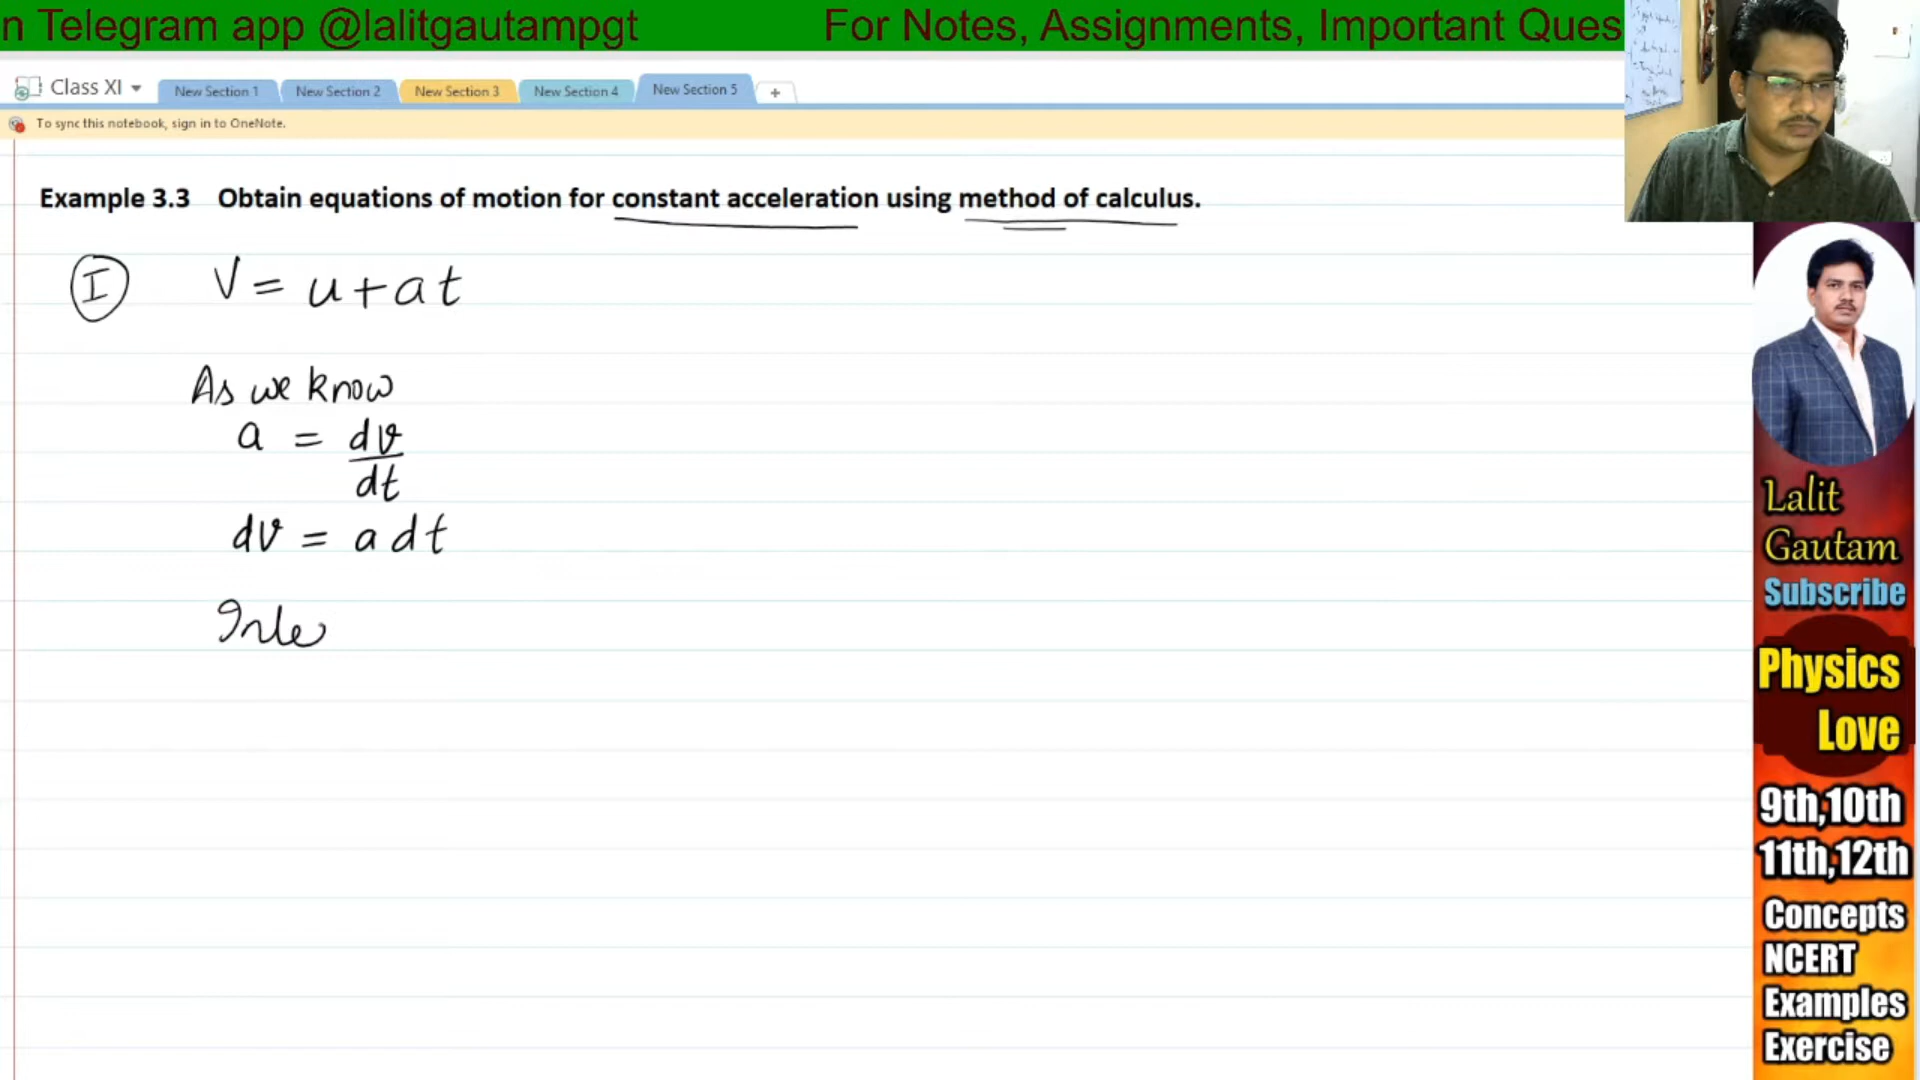 n Telegram app @lalitgautampgt For Notes, Assignments, Important Ques
Class XI New Section 1 New Section 2 New Section 3 New Section 4 New Section 5 +
To sync this notebook, sign in to OneNote.
Example 3.3 Obtain equations of motion for constant acceleration using method of calculus.
I V = u + a t
As we know
a = dv
dt
dv = a dt
Inte
Lalit
Gautam
Subscribe
Physics
Love
9th,10th
11th,12th
Concepts
NCERT
Examples
Exercise